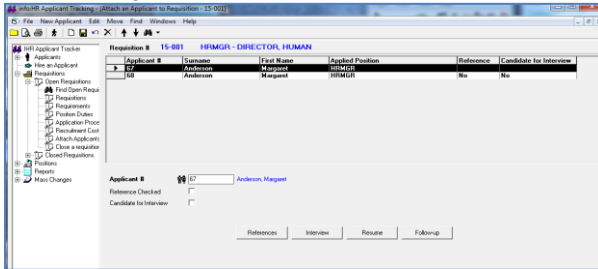 info:HR Applicant Tracking - [Attach an Applicant to Requisition - 15-001]
File New Applicant Edit Move Find Windows Help
IHR Applicant Tracker
Applicants
Hire an Applicant
Requisitions
Open Requisitions
Find Open Requi
Requisitions
Requirements
Position Duties
Application Proce
Recruitment Cost
Attach Applicants
Close a requisition
Closed Requisitions
Positions
Reports
Mass Changes
Requisition # 15-001 HRMGR - DIRECTOR, HUMAN
Applicant # Surname First Name Applied Position Reference Candidate for Interview
67 Anderson Margaret HRMGR
68 Anderson Margaret HRMGR No No
Applicant # 67 Anderson, Margaret
Reference Checked
Candidate for Interview
References Interview Resume Follow-up